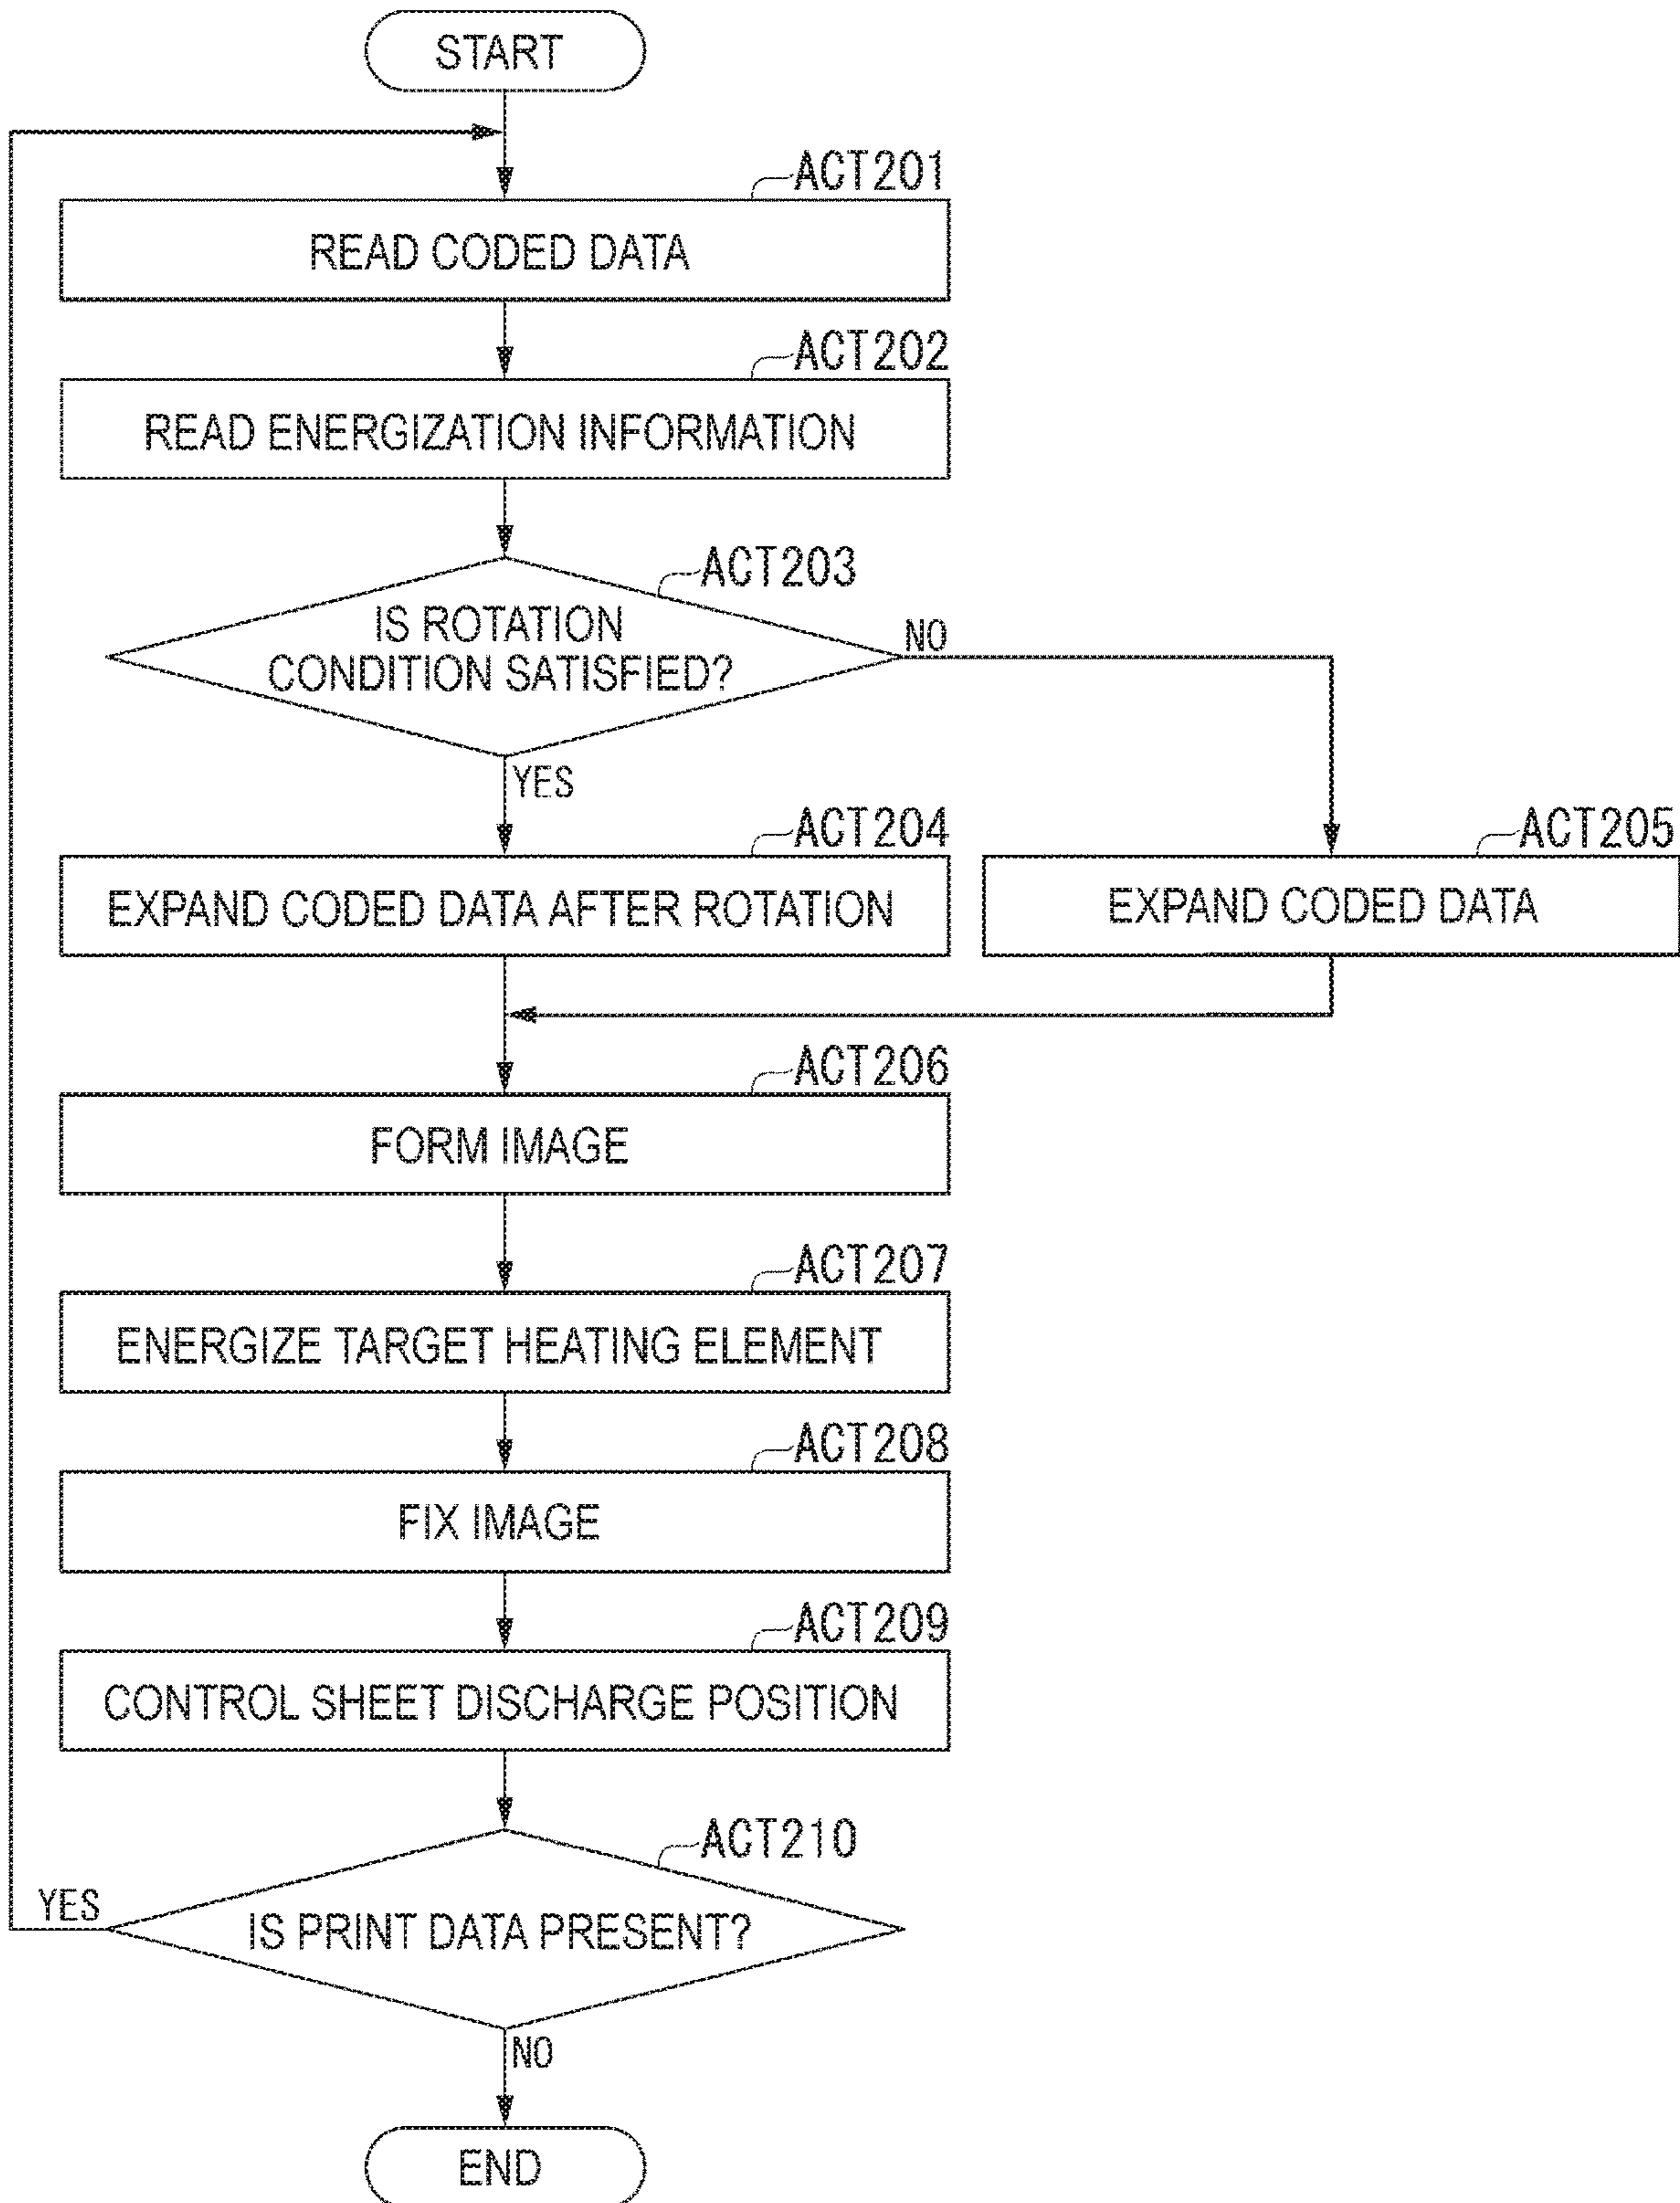 START
ACT201
READ CODED DATA
ACT202
READ ENERGIZATION INFORMATION
ACT203
IS ROTATION
CONDITION SATISFIED?
NO
YES
ACT204
EXPAND CODED DATA AFTER ROTATION
ACT205
EXPAND CODED DATA
ACT206
FORM IMAGE
ACT207
ENERGIZE TARGET HEATING ELEMENT
ACT208
FIX IMAGE
ACT209
CONTROL SHEET DISCHARGE POSITION
ACT210
YES
IS PRINT DATA PRESENT?
NO
END